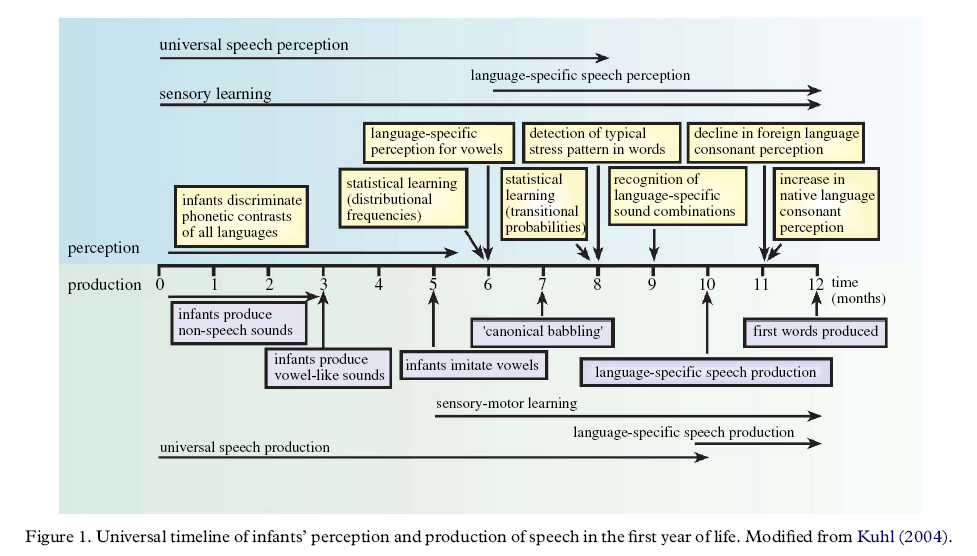 universal speech perception
language-specific speech perception
sensory learning
language-specific
perception for vowels
detection of typical
stress pattern in words
decline in foreign language
consonant perception
infants discriminate
phonetic contrasts
of all languages
statistical learning
(distributional
frequencies)
statistical
learning
(transitional
probabilities)
recognition of
language-specific
sound combinations
increase in
native language
consonant
perception
perception
production 0 1 2 3 4 5 6 7 8 9 10 11 12 time
(months)
infants produce
non-speech sounds
infants produce
vowel-like sounds
infants imitate vowels
'canonical babbling'
language-specific speech production
first words produced
sensory-motor learning
language-specific speech production
universal speech production
Figure 1. Universal timeline of infants’ perception and production of speech in the first year of life. Modified from Kuhl (2004).